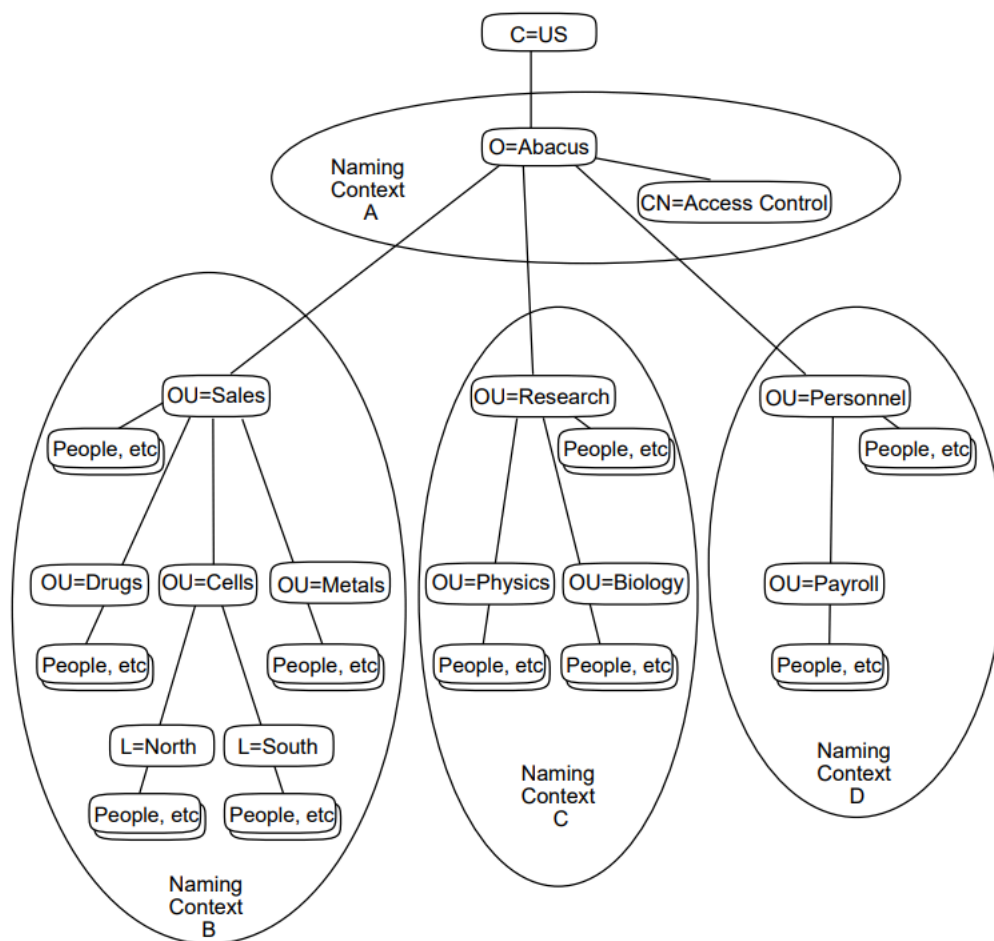 C=US
O=Abacus
Naming
Context
A
CN=Access Control
OU=Sales
OU=Research
OU=Personnel
People, etc
People, etc
People, etc
OU=Drugs
OU=Cells
OU=Metals
OU=Physics
OU=Biology
OU=Payroll
People, etc
People, etc
People, etc
People, etc
People, etc
L=North
L=South
People, etc
People, etc
Naming
Context
B
Naming
Context
C
Naming
Context
D